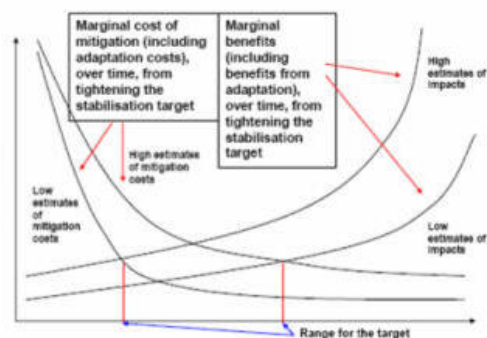 Marginal cost of
mitigation (including
adaptation costs),
over time, from
tightening the
stabilisation target
Marginal
benefits
(including
benefits from
adaptation),
over time, from
tightening the
stabilisation
target
High
estimates of
impacts
High estimates
of mitigation
costs
Low
estimates
of
mitigation
costs
Low
estimates of
impacts
Range for the target